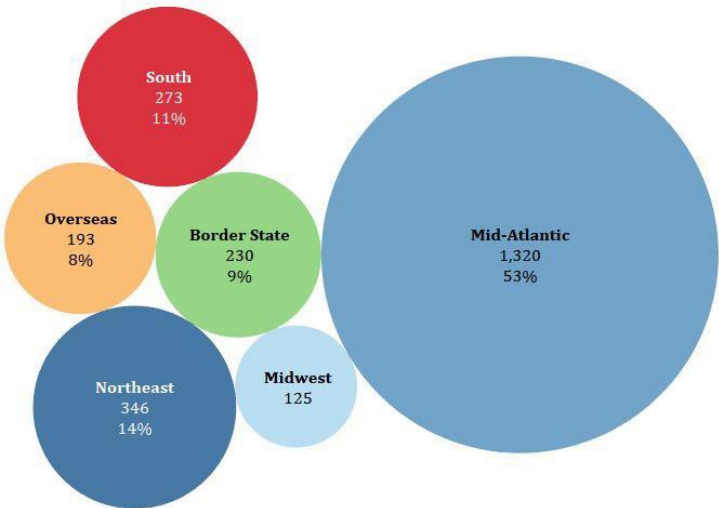 South
273
11%
Overseas
193
8%
Border State
230
9%
Mid-Atlantic
1,320
53%
Northeast
346
14%
Midwest
125